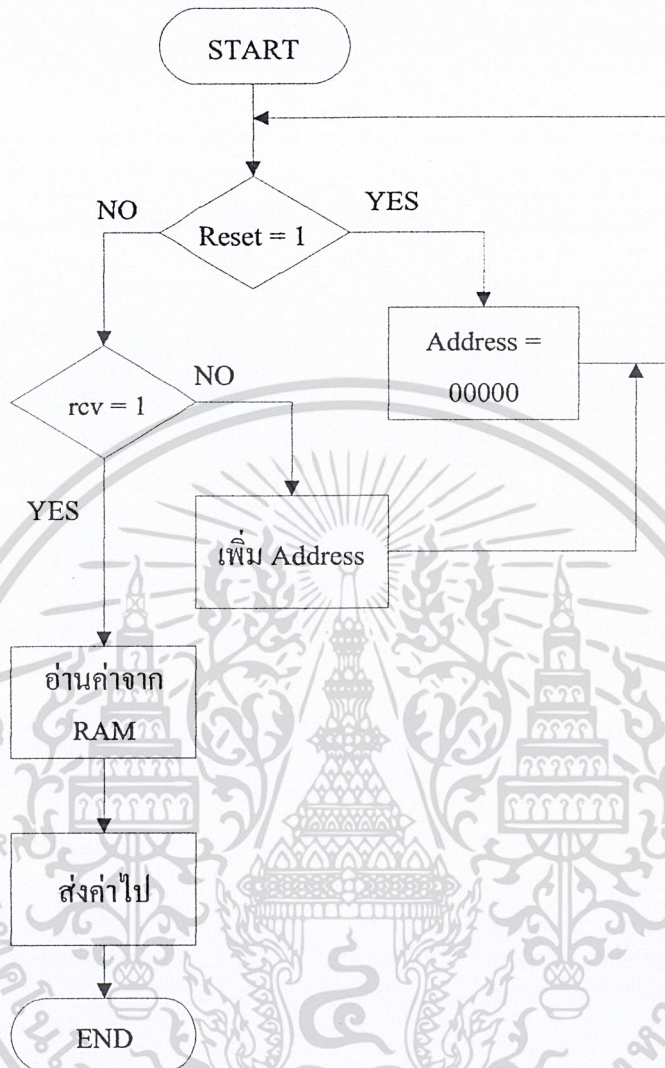 START
NO
YES
Reset = 1
Address =
00000
NO
rcv = 1
YES
เพิ่ม Address
อ่านค่าจาก
RAM
ส่งค่าไป
END